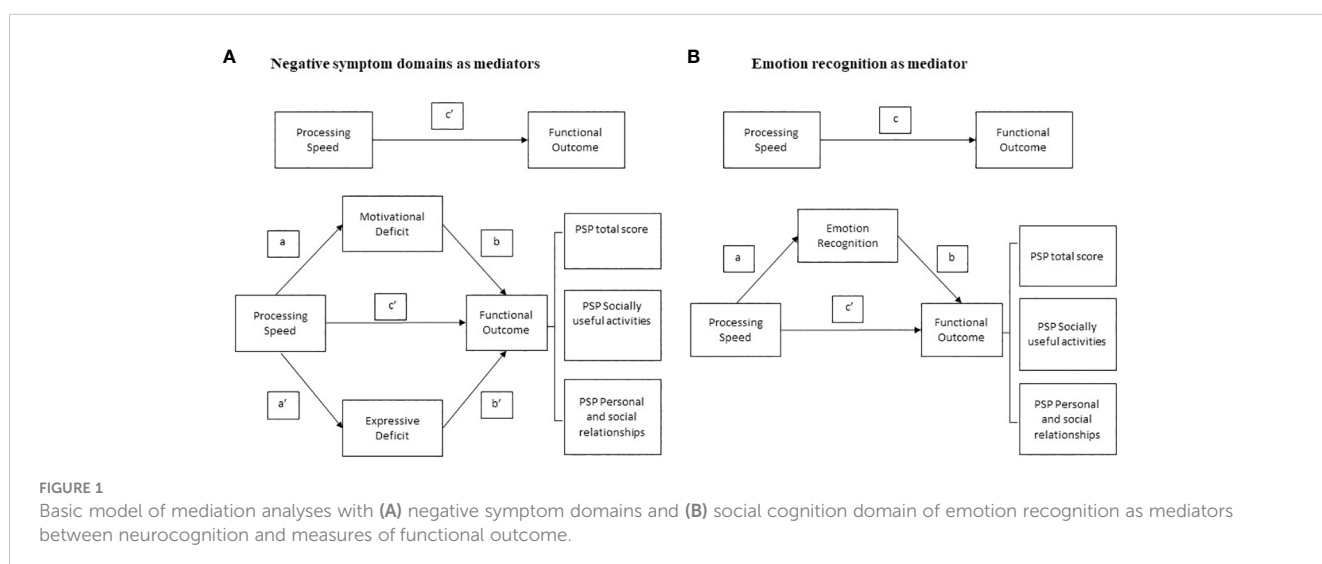 A
Negative symptom domains as mediators
c'
Processing
Speed
Functional
Outcome
Motivational
Deficit
a
b
PSP total score
Processing
Speed
c'
Functional
Outcome
PSP Socially
useful activities
a'
b'
Expressive
Deficit
PSP Personal
and social
relationships
B
Emotion recognition as mediator
c
Processing
Speed
Functional
Outcome
Emotion
Recognition
a
b
PSP total score
Processing
Speed
c'
Functional
Outcome
PSP Socially
useful activities
PSP Personal
and social
relationships
FIGURE 1
Basic model of mediation analyses with (A) negative symptom domains and (B) social cognition domain of emotion recognition as mediators
between neurocognition and measures of functional outcome.